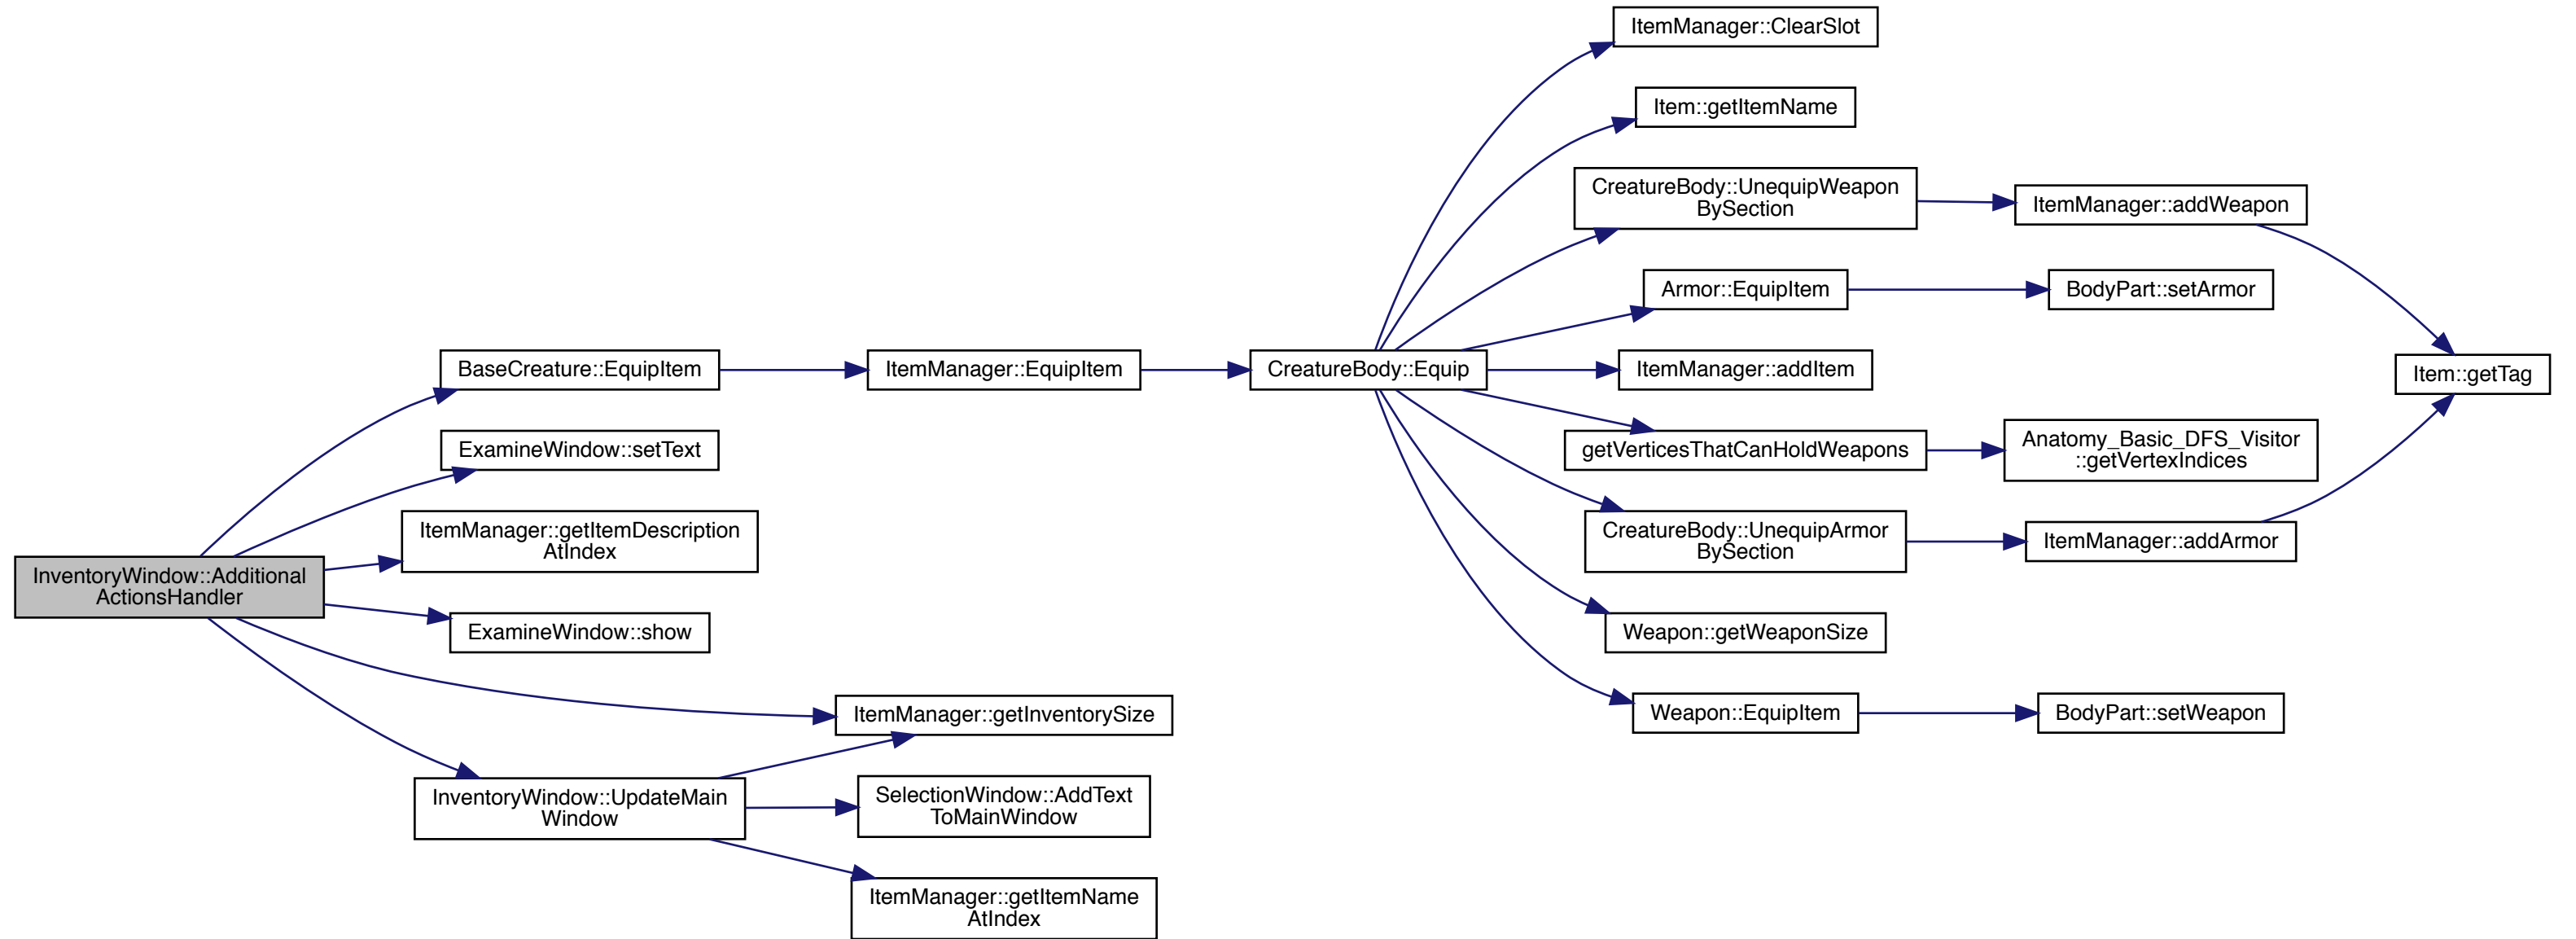 ItemManager::ClearSlot
Item::getItemName
CreatureBody::UnequipWeapon
BySection
ItemManager::addWeapon
Armor::EquipItem
BodyPart::setArmor
BaseCreature::EquipItem
ItemManager::EquipItem
CreatureBody::Equip
ItemManager::addItem
Item::getTag
ExamineWindow::setText
getVerticesThatCanHoldWeapons
Anatomy_Basic_DFS_Visitor
::getVertexIndices
ItemManager::getItemDescription
AtIndex
CreatureBody::UnequipArmor
BySection
ItemManager::addArmor
InventoryWindow::Additional
ActionsHandler
ExamineWindow::show
Weapon::getWeaponSize
ItemManager::getInventorySize
Weapon::EquipItem
BodyPart::setWeapon
InventoryWindow::UpdateMain
Window
SelectionWindow::AddText
ToMainWindow
ItemManager::getItemName
AtIndex